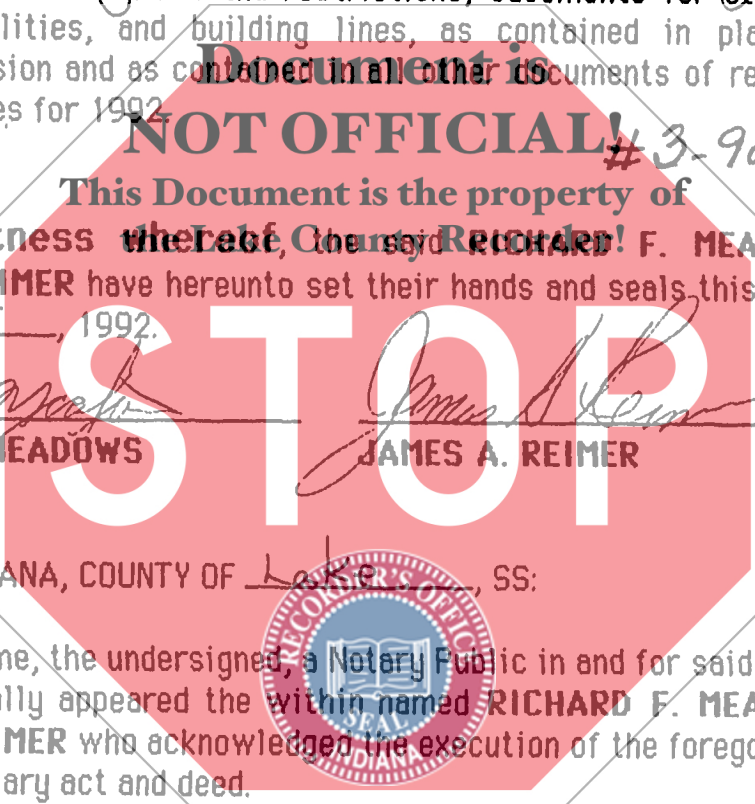 lities, and building lines, as contained in
Document is
sion and as contained in all other documents of
es for 1992
NOT OFFICIAL!
#3-9
This Document is the property of
the Lake County Recorder!
ness whereof, the said RICHARD F. MEA
IMER have hereunto set their hands and seals this
, 1992.
STOP
James A Reimer
EADOWS
JAMES A. REIMER
ANA, COUNTY OF Lake, SS:
RECORDER'S OFFICE
SEAL
INDIANA
me, the undersigned, a Notary Public in and for said
lly appeared the within named RICHARD F. MEA
MER who acknowledged the execution of the forego
ary act and deed.